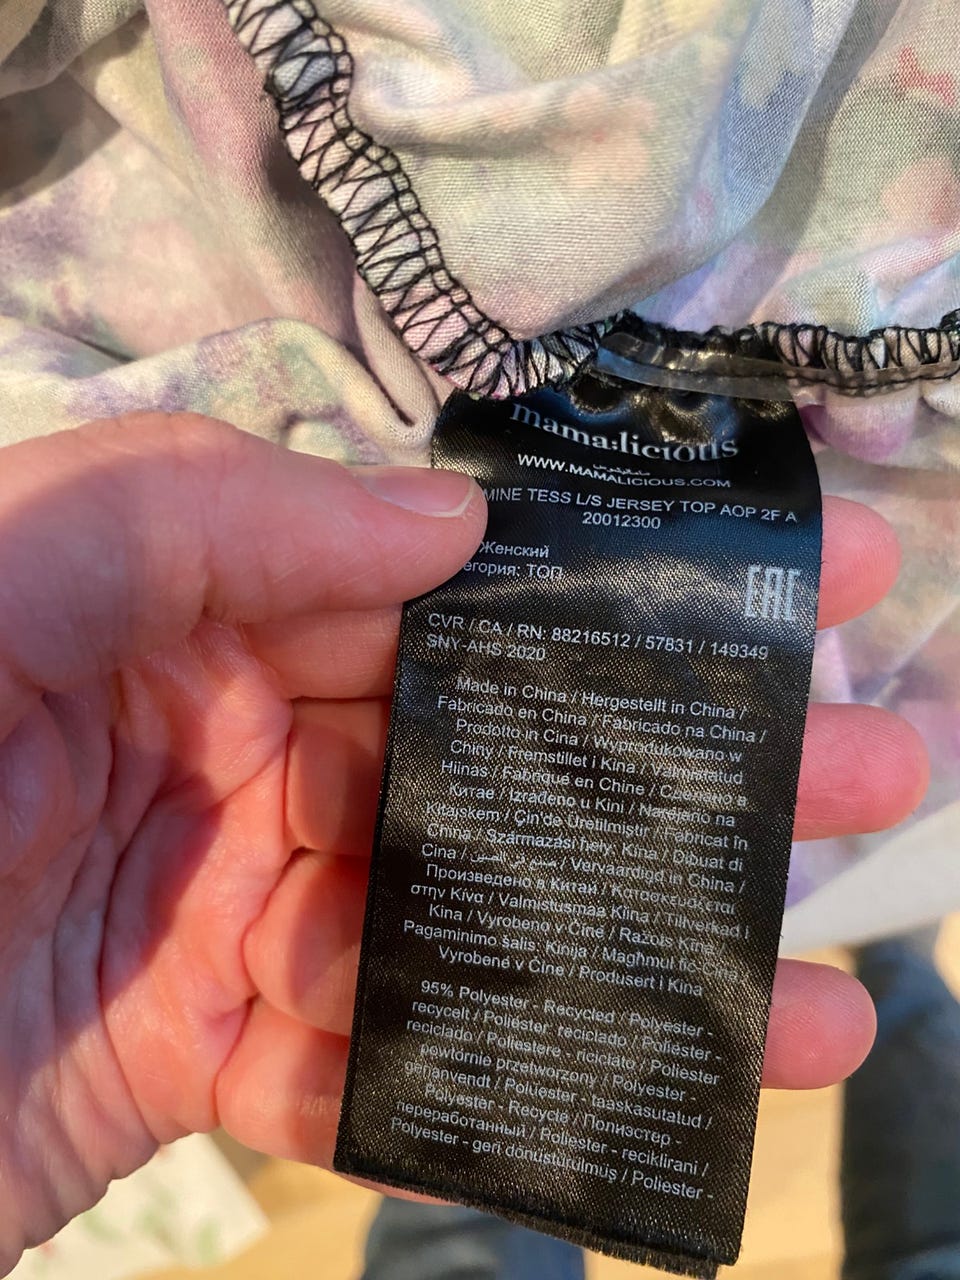 mama:licious
WWW.MAMALICIOUS.COM
MINE TESS L/S JERSEY TOP AOP 2F A
20012300
Женский
егория: ТОП
EAC
CVR / CA / RN: 88216512 / 57831 / 149349
SNY-AHS 2020
Made in China / Hergestellt in China /
Fabricado en China / Fabricado na China /
Prodotto in Cina / Wyprodukowano w
Chiny / Fremstillet i Kina / Valmistatud
Hiinas / Fabriqué en Chine / Сделано в
Китае / Izrađeno u Kini / Narejeno na
Kitajskem / Çin'de Üretilmiştir / Fabricat în
China / Származási hely: Kína / Dibuat di
Cina / صنع في الصين / Vervaardigd in China /
Произведено в Китай / Κατασκευάζεται
στην Κίνα / Valmistusmaa Kiina / Tillverkad i
Kina / Vyrobeno v Číně / Ražots Ķīnā /
Pagaminimo šalis: Kinija / Maghmul fiċ-Ċina /
Vyrobené v Číne / Produsert i Kina
95% Polyester - Recycled / Polyester -
recycelt / Poliéster reciclado / Poliéster -
reciclado / Poliestere - riciclato / Poliester
powtórnie przetworzony / Polyester -
genanvendt / Polüester - taaskasutatud /
Polyester - Recyclé / Полиэстер -
переработанный / Poliester - reciklirani /
Polyester - geri dönüştürülmüş / Poliester -